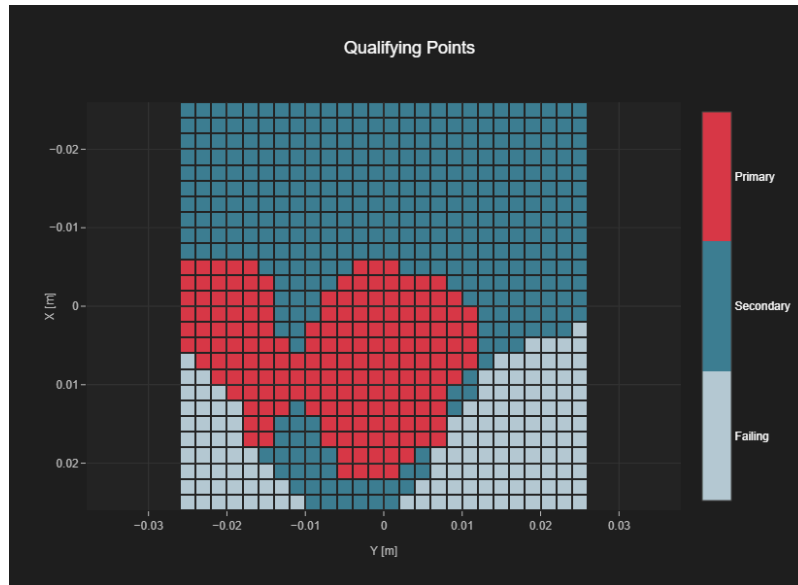 Qualifying Points
−0.02
−0.01
0
0.01
0.02
X [m]
−0.03
−0.02
−0.01
0
0.01
0.02
0.03
Y [m]
Primary
Secondary
Failing